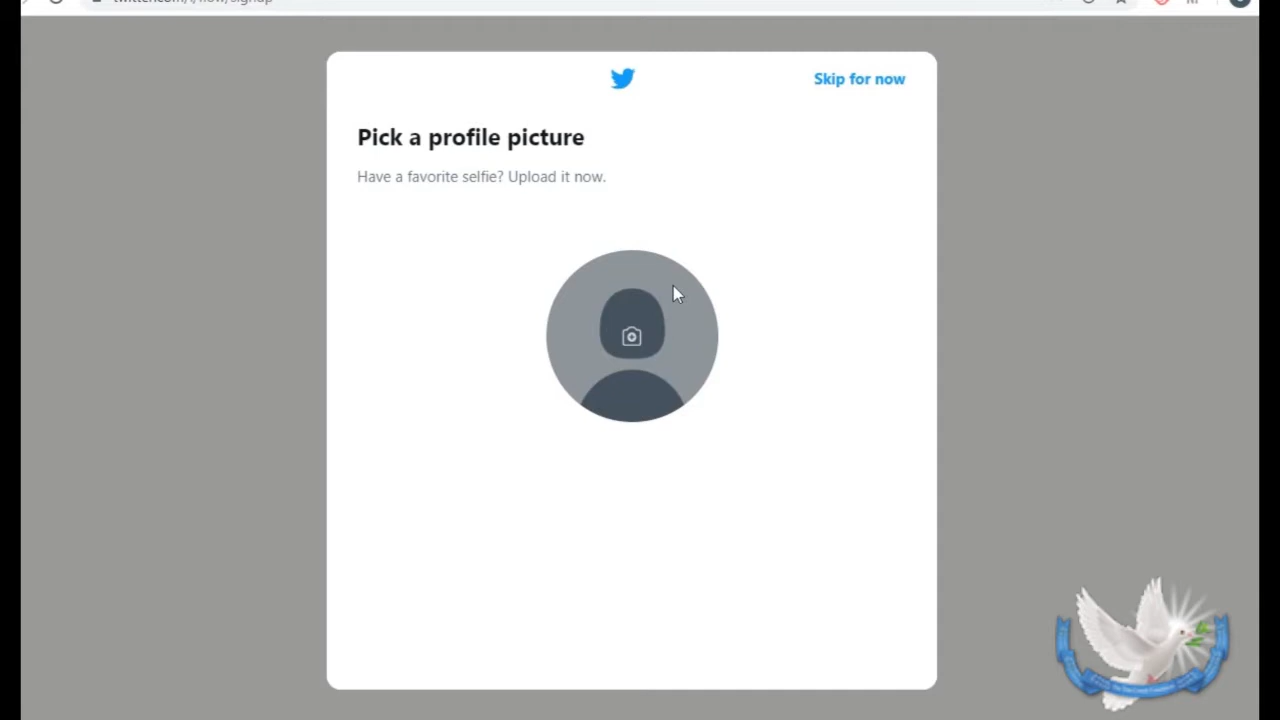 Skip for now
Pick a profile picture
Have a favorite selfie? Upload it now.